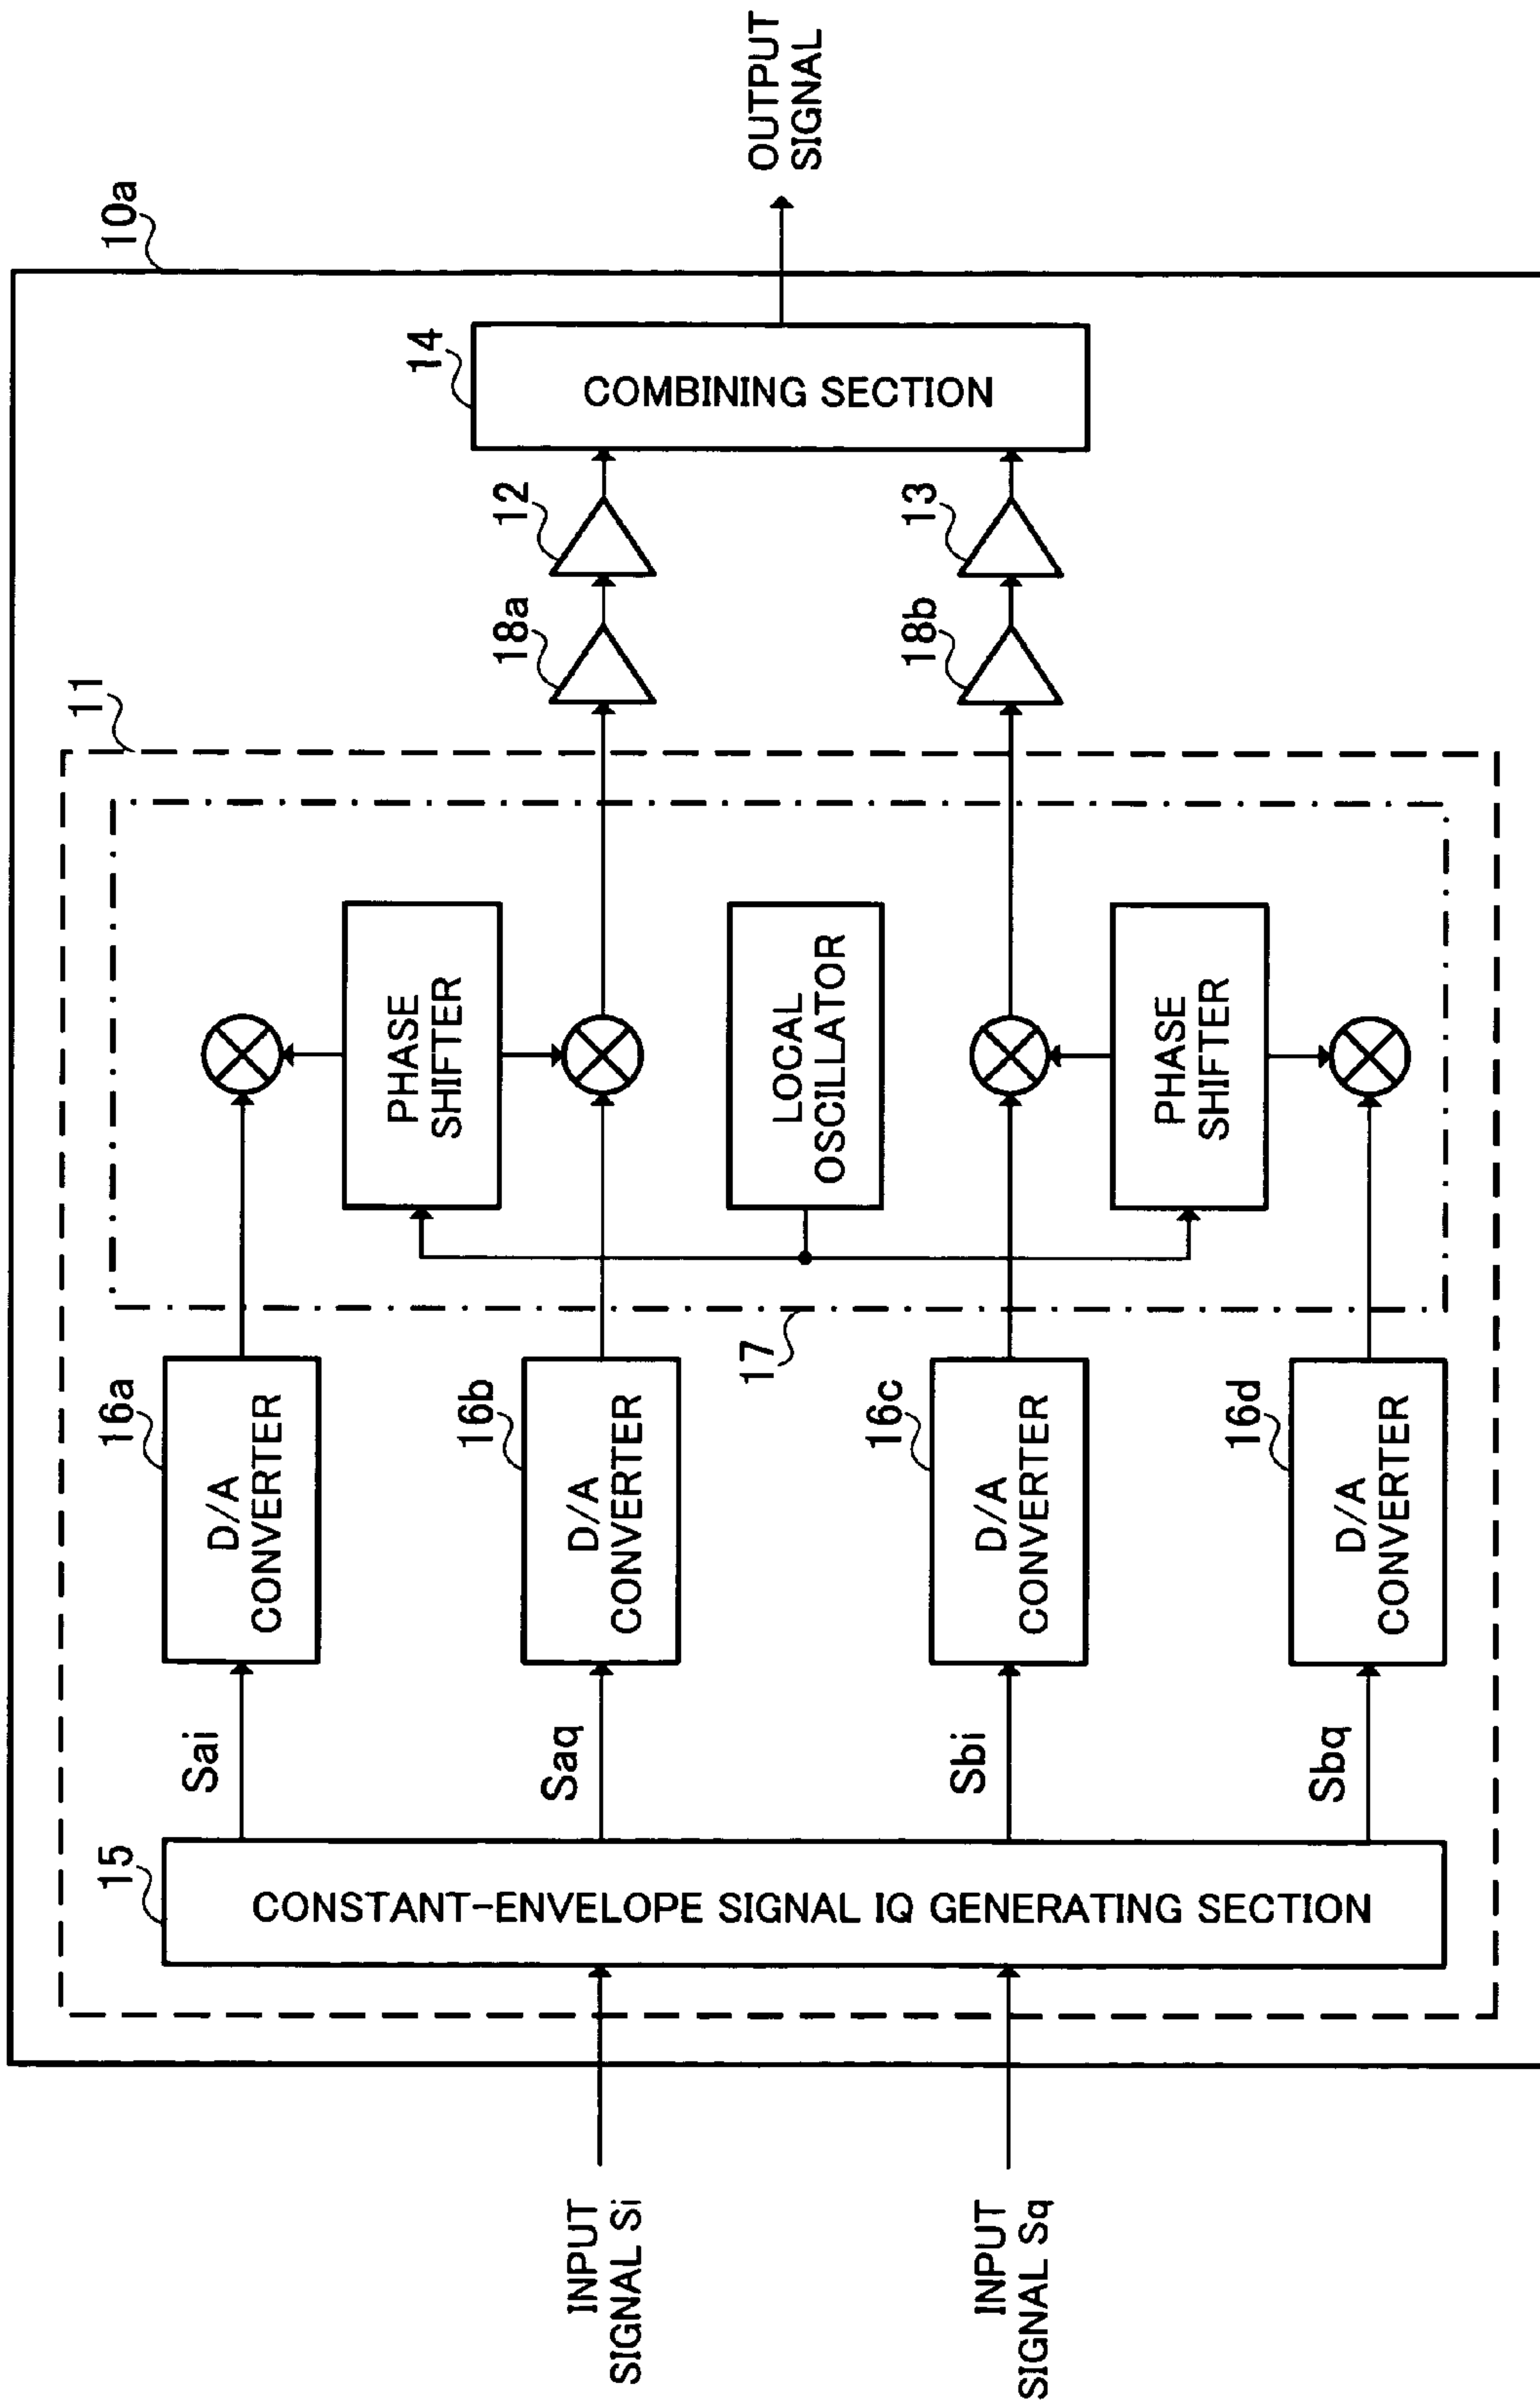 10a
11
15
CONSTANT-ENVELOPE SIGNAL IQ GENERATING SECTION
INPUT
SIGNAL Si
INPUT
SIGNAL Sq
Sai
Saq
Sbi
Sbq
16a
D/A
CONVERTER
16b
D/A
CONVERTER
16c
D/A
CONVERTER
16d
D/A
CONVERTER
17
PHASE
SHIFTER
LOCAL
OSCILLATOR
PHASE
SHIFTER
18a
12
18b
13
14
COMBINING SECTION
OUTPUT
SIGNAL